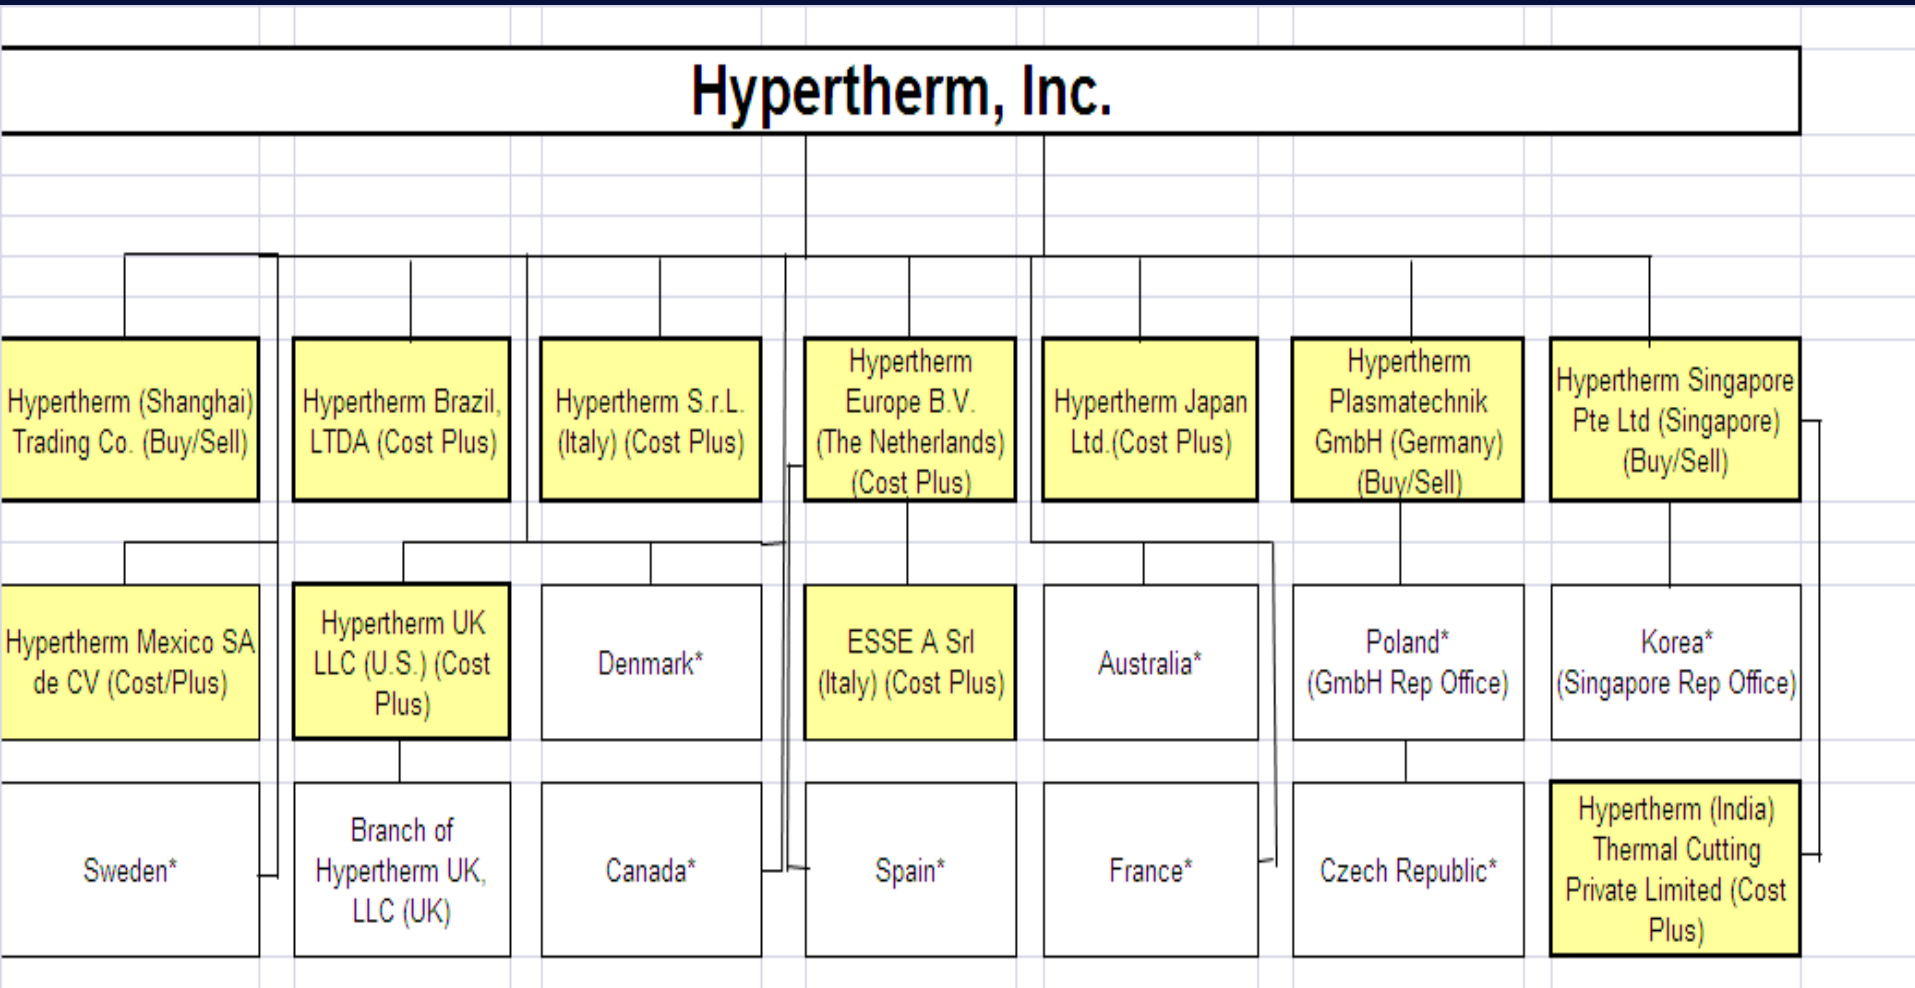 Hypertherm, Inc.
Hypertherm (Shanghai)
Trading Co. (Buy/Sell)
Hypertherm Brazil,
LTDA (Cost Plus)
Hypertherm S.r.L.
(Italy) (Cost Plus)
Hypertherm
Europe B.V.
(The Netherlands)
(Cost Plus)
Hypertherm Japan
Ltd.(Cost Plus)
Hypertherm
Plasmatechnik
GmbH (Germany)
(Buy/Sell)
Hypertherm Singapore
Pte Ltd (Singapore)
(Buy/Sell)
Hypertherm Mexico SA
de CV (Cost/Plus)
Hypertherm UK
LLC (U.S.) (Cost
Plus)
Denmark*
ESSE A Srl
(Italy) (Cost Plus)
Australia*
Poland*
(GmbH Rep Office)
Korea*
(Singapore Rep Office)
Sweden*
Branch of
Hypertherm UK,
LLC (UK)
Canada*
Spain*
France*
Czech Republic*
Hypertherm (India)
Thermal Cutting
Private Limited (Cost
Plus)